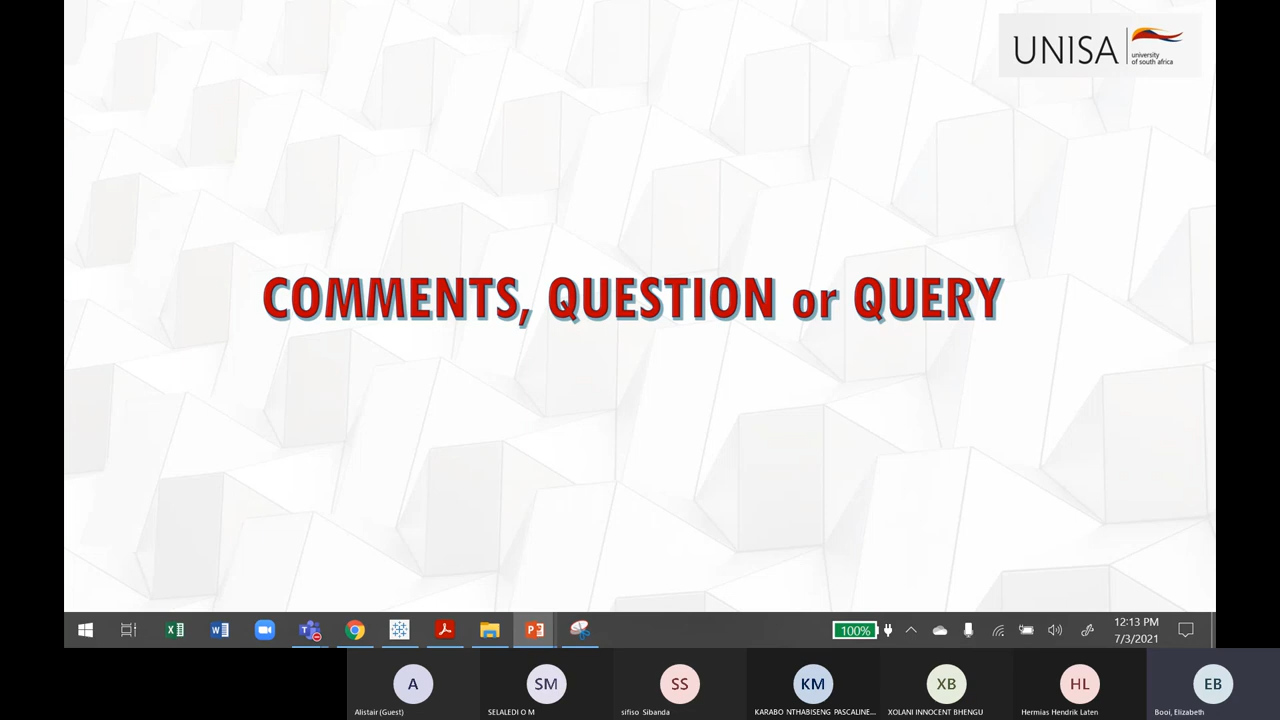 UNISA
university
of south africa
COMMENTS, QUESTION or QUERY
100%
12:13 PM
7/3/2021
A
SM
SS
KM
XB
HL
EB
Alistair (Guest)
SELALEDI O M
sifiso Sibanda
KARABO NTHABISENG PASCALINE...
XOLANI INNOCENT BHENGU
Hermias Hendrik Laten
Booi, Elizabeth